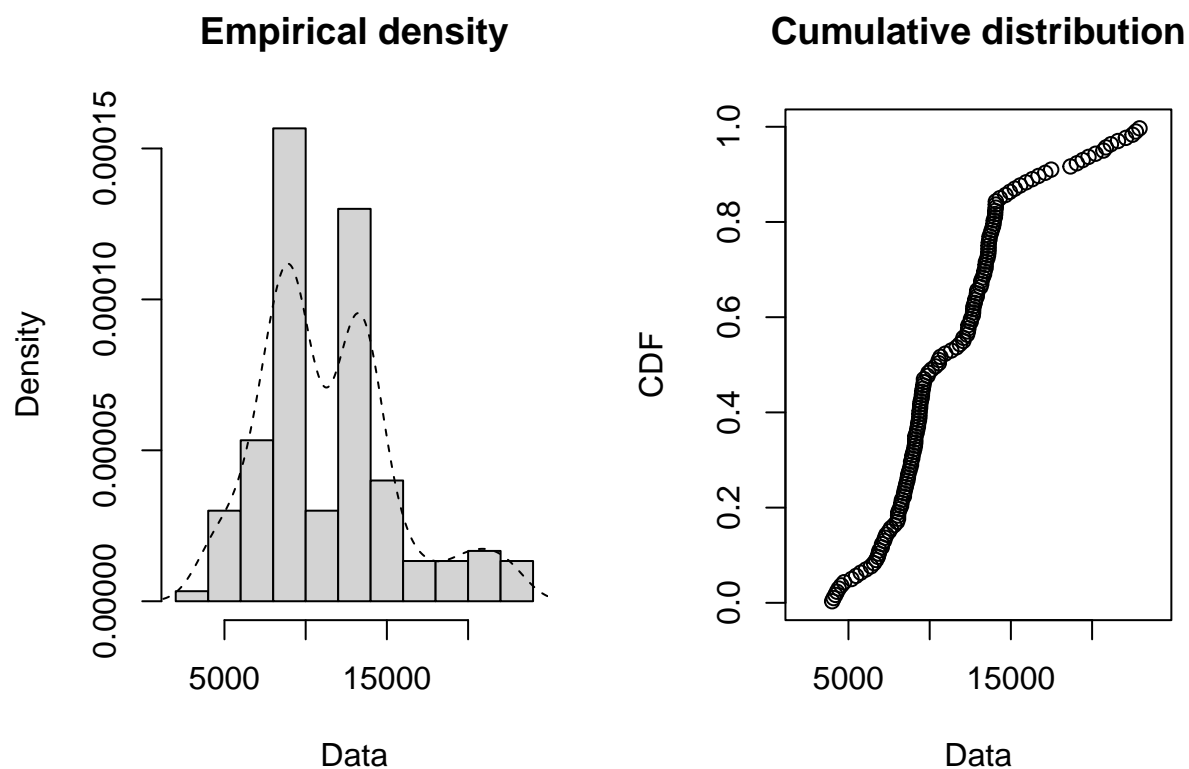 Empirical density
Density
0.00000
0.00005
0.00010
0.00015
5000
15000
Data
Cumulative distribution
CDF
0.0
0.2
0.4
0.6
0.8
1.0
5000
15000
Data